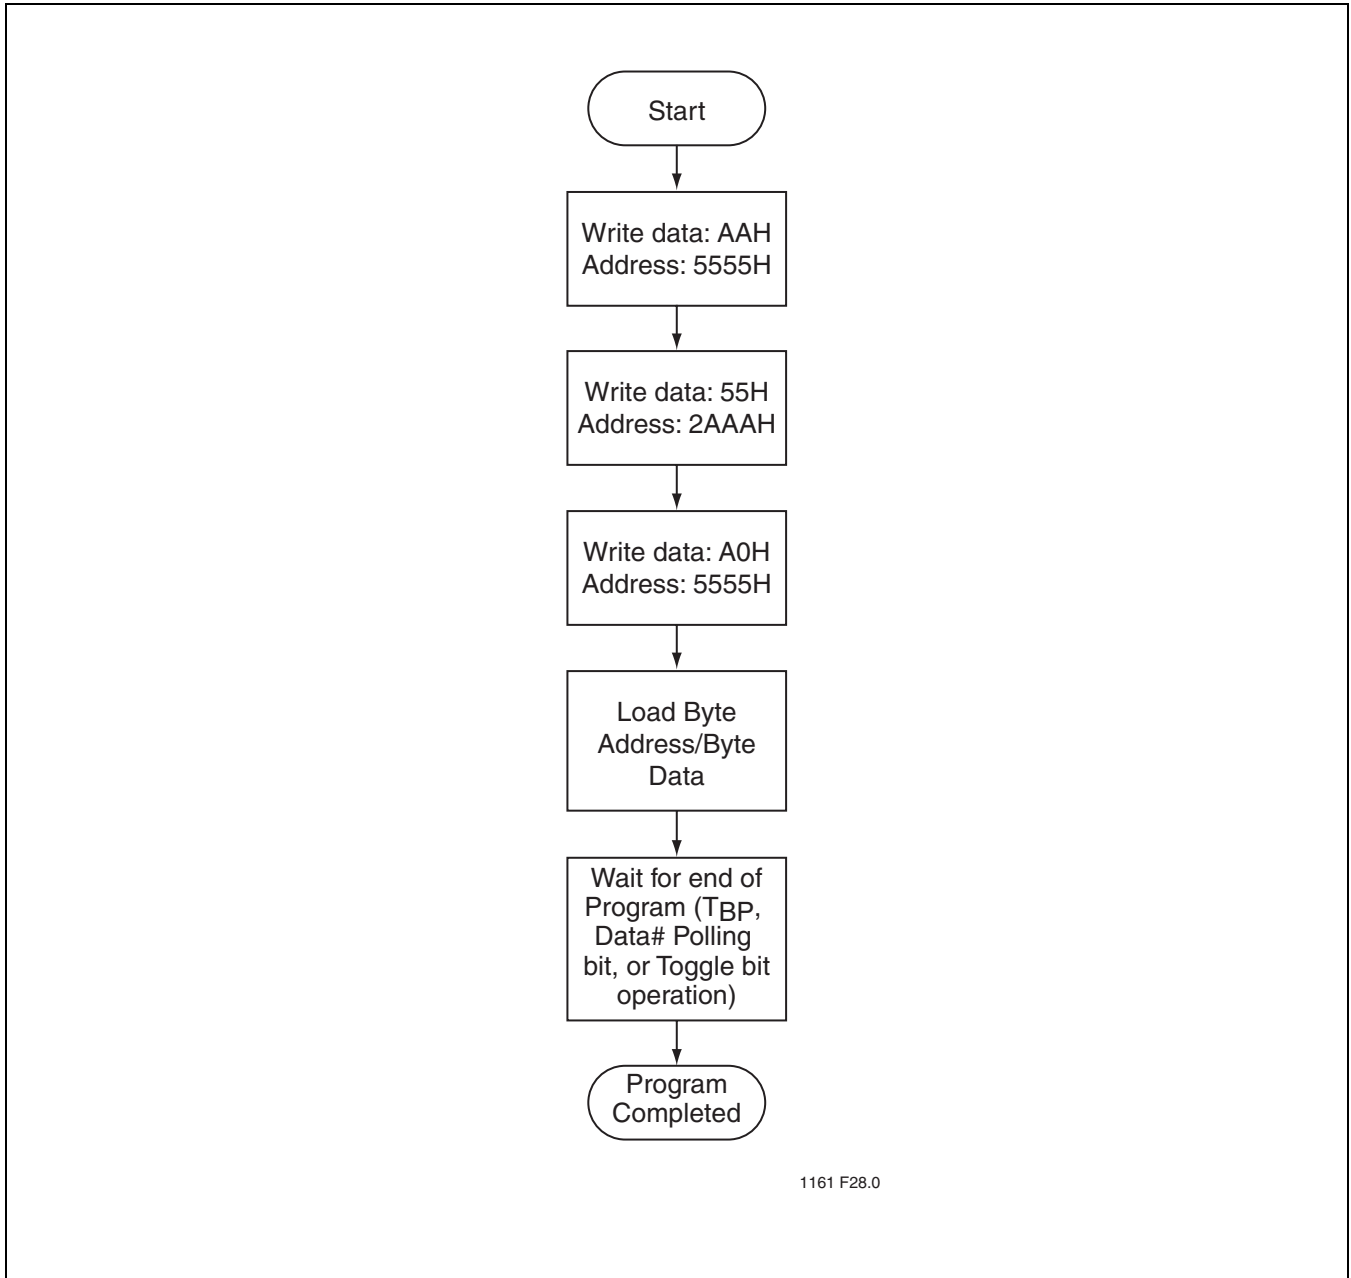 Start
Write data: AAH
Address: 5555H
Write data: 55H
Address: 2AAAH
Write data: A0H
Address: 5555H
Load Byte
Address/Byte
Data
Wait for end of
Program (TBP,
Data# Polling
bit, or Toggle bit
operation)
Program
Completed
1161 F28.0